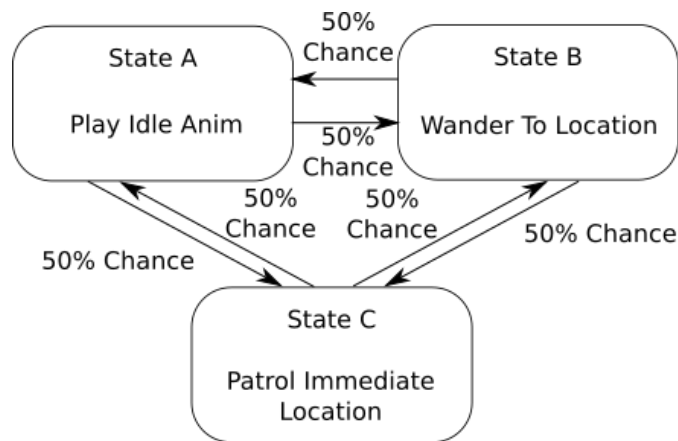 50%
Chance
State A
Play Idle Anim
State B
Wander To Location
50%
Chance
50%
Chance
50%
Chance
50% Chance
50% Chance
State C
Patrol Immediate
Location